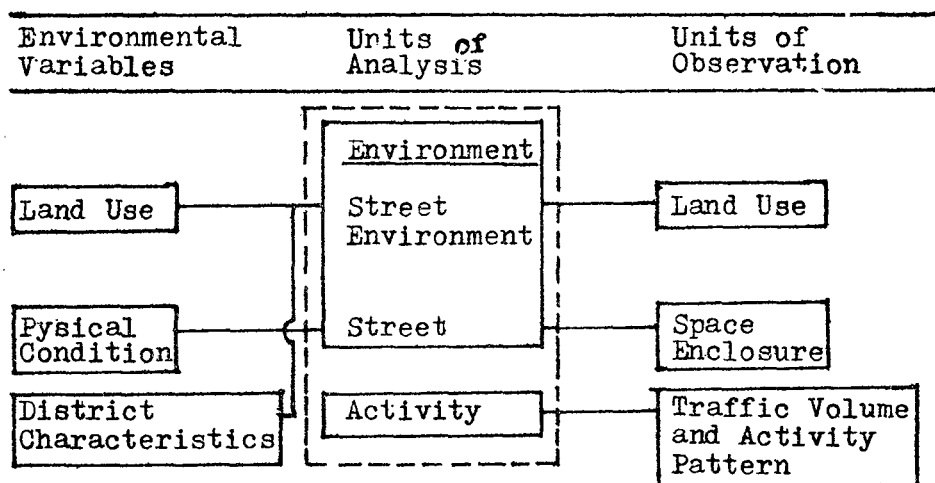 Environmental Variables
Units of Analysis
Units of Observation
Environment
Land Use
Street Environment
Land Use
Pysical Condition
Street
Space Enclosure
District Characteristics
Activity
Traffic Volume and Activity Pattern